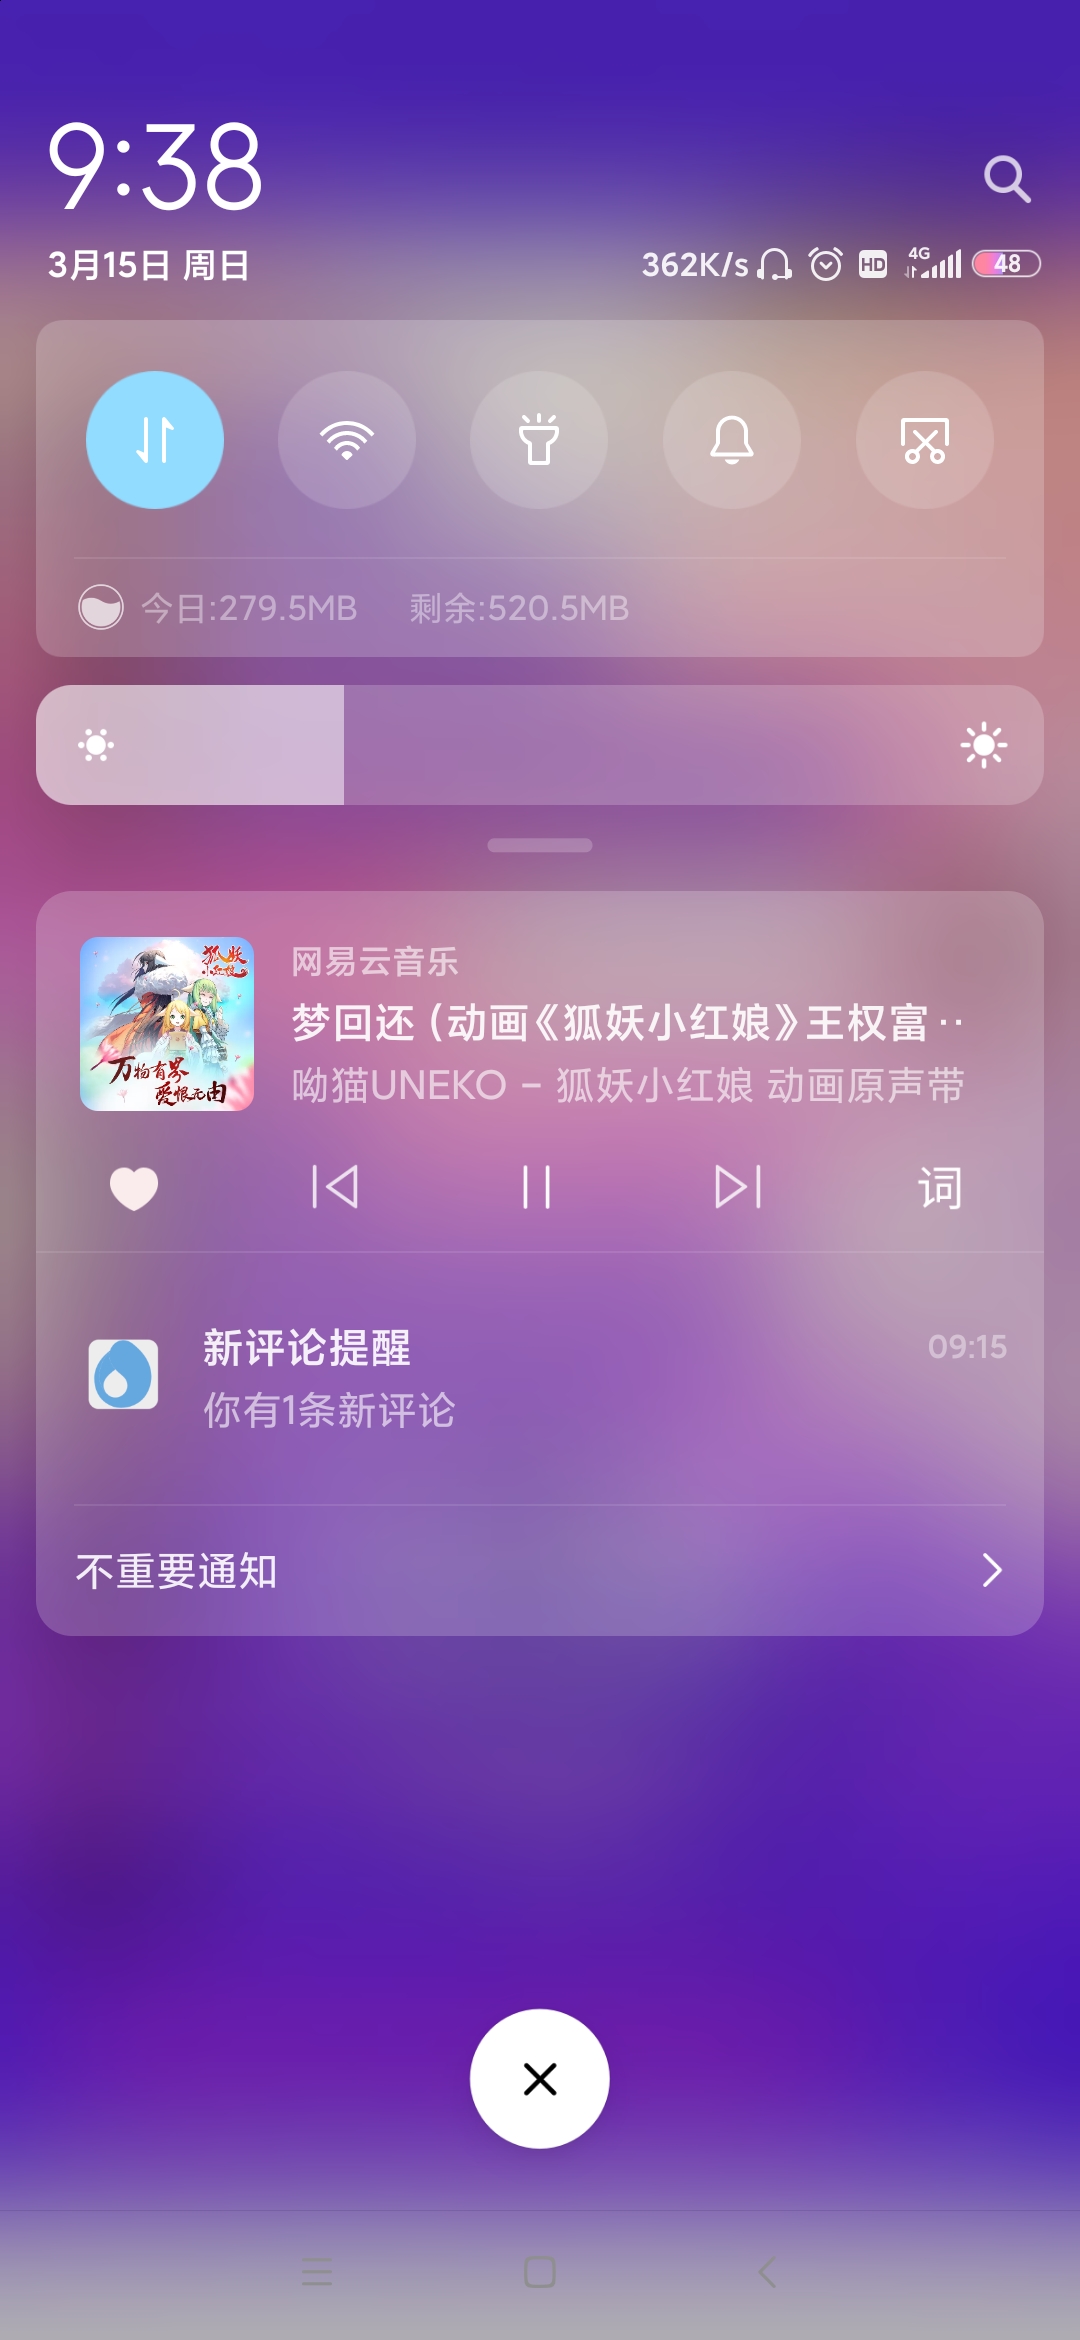 9:38
3月15日 周日
362K/s HD 4G 48
今日:279.5MB 剩余:520.5MB
狐妖
小红娘
万物有界
爱恨无由
网易云音乐
梦回还 (动画《狐妖小红娘》王权富··
呦猫UNEKO – 狐妖小红娘 动画原声带
词
新评论提醒
09:15
你有1条新评论
不重要通知